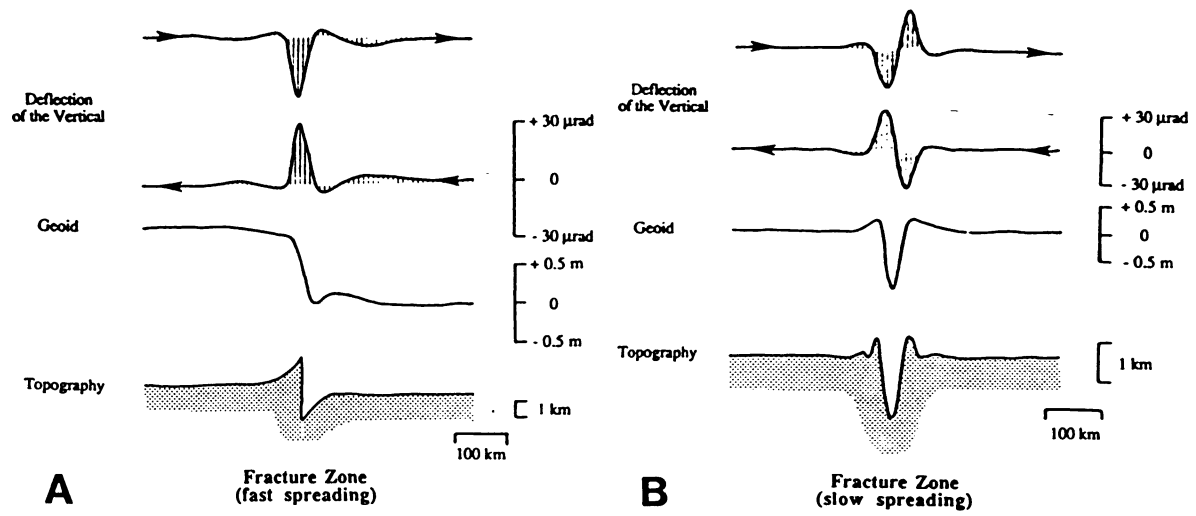 Deflection
of the Vertical
+ 30 μrad
0
- 30 μrad
Geoid
+ 0.5 m
0
- 0.5 m
Topography
1 km
100 km
A
Fracture Zone
(fast spreading)
Deflection
of the Vertical
+ 30 μrad
0
- 30 μrad
Geoid
+ 0.5 m
0
- 0.5 m
Topography
1 km
100 km
B
Fracture Zone
(slow spreading)